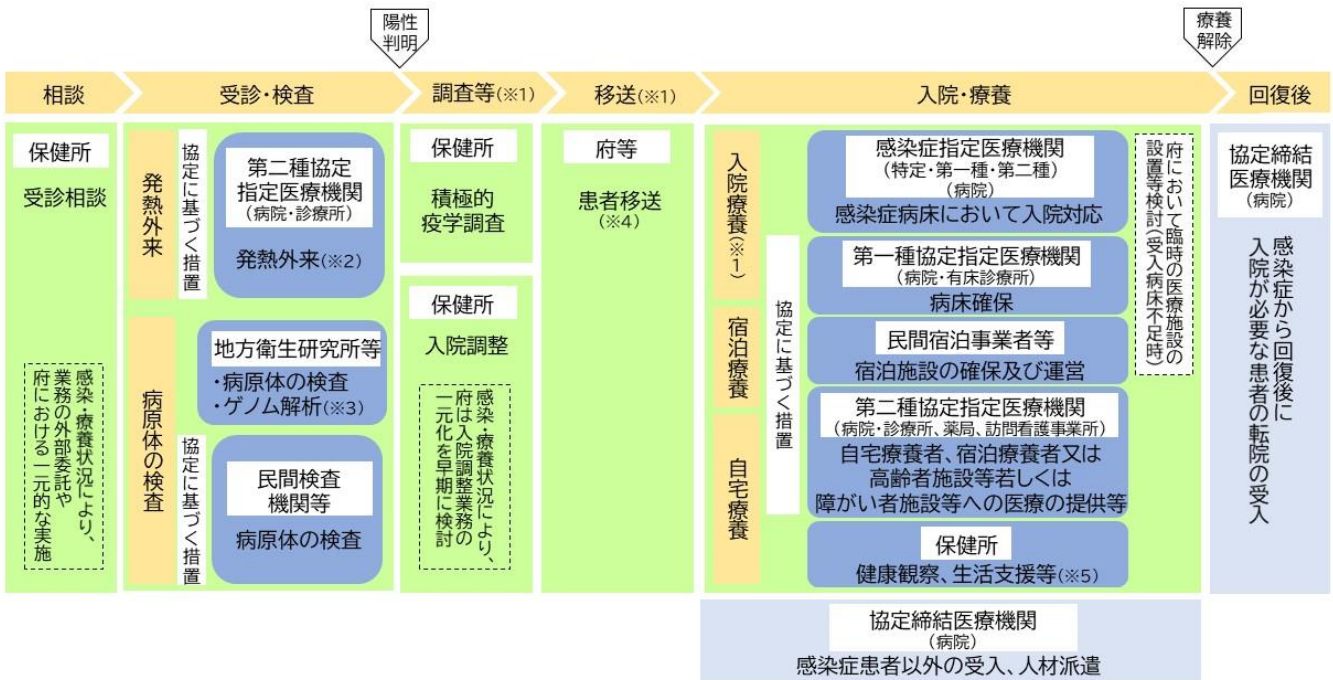 陽性
判明
療養
解除
相談
受診・検査
調査等(※1)
移送(※1)
入院・療養
回復後
保健所
受診相談
感染・療養状況により、
業務の外部委託や
府における一元的な実施
発熱外来
協定に基づく措置
第二種協定
指定医療機関
(病院・診療所)
発熱外来(※2)
病原体の検査
地方衛生研究所等
・病原体の検査
・ゲノム解析(※3)
協定に基づく措置
民間検査
機関等
病原体の検査
保健所
積極的
疫学調査
保健所
入院調整
感染・療養状況により、
府は入院調整業務の
一元化を早期に検討
府等
患者移送
(※4)
入院療養(※1)
宿泊療養
自宅療養
協定に基づく措置
感染症指定医療機関
(特定・第一種・第二種)
(病院)
感染症病床において入院対応
第一種協定指定医療機関
(病院・有床診療所)
病床確保
民間宿泊事業者等
宿泊施設の確保及び運営
第二種協定指定医療機関
(病院・診療所、薬局、訪問看護事業所)
自宅療養者、宿泊療養者又は
高齢者施設等若しくは
障がい者施設等への医療の提供等
保健所
健康観察、生活支援等(※5)
府において臨時の医療施設の
設置等検討(受入病床不足時)
協定締結医療機関
(病院)
感染症患者以外の受入、人材派遣
協定締結
医療機関
(病院)
感染症から回復後に
入院が必要な患者の転院の受入